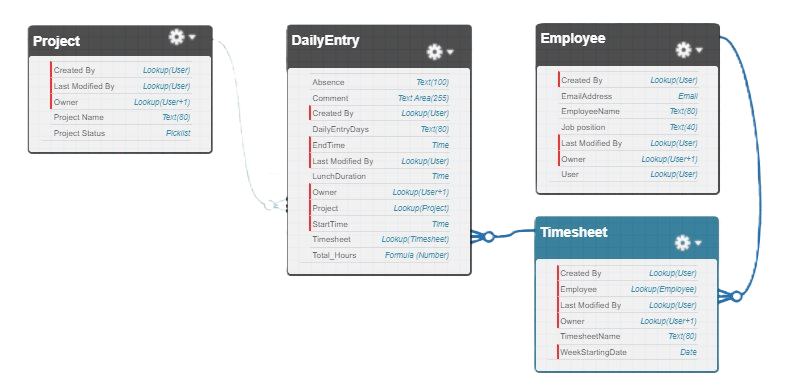 Project
Created By Lookup(User)
Last Modified By Lookup(User)
Owner Lookup(User+1)
Project Name Text(80)
Project Status Picklist
DailyEntry
Absence Text(100)
Comment Text Area(255)
Created By Lookup(User)
DailyEntryDays Text(80)
EndTime Time
Last Modified By Lookup(User)
LunchDuration Time
Owner Lookup(User+1)
Project Lookup(Project)
StartTime Time
Timesheet Lookup(Timesheet)
Total_Hours Formula (Number)
Employee
Created By Lookup(User)
EmailAddress Email
EmployeeName Text(80)
Job position Text(40)
Last Modified By Lookup(User)
Owner Lookup(User+1)
User Lookup(User)
Timesheet
Created By Lookup(User)
Employee Lookup(Employee)
Last Modified By Lookup(User)
Owner Lookup(User+1)
TimesheetName Text(80)
WeekStartingDate Date